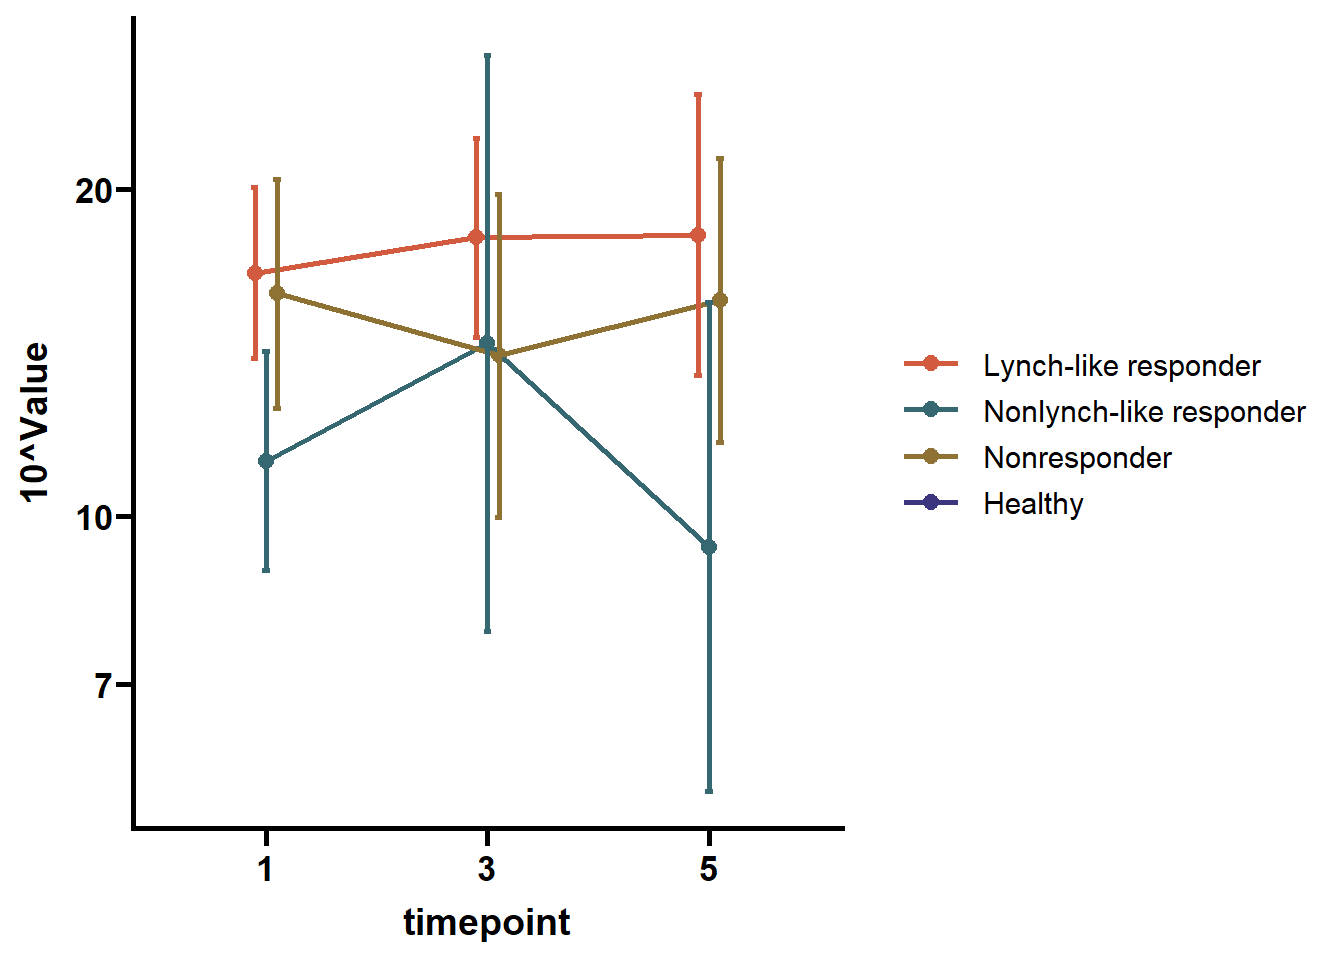 10^Value
20
10
7
1 3 5
timepoint
Lynch-like responder
Nonlynch-like responder
Nonresponder
Healthy